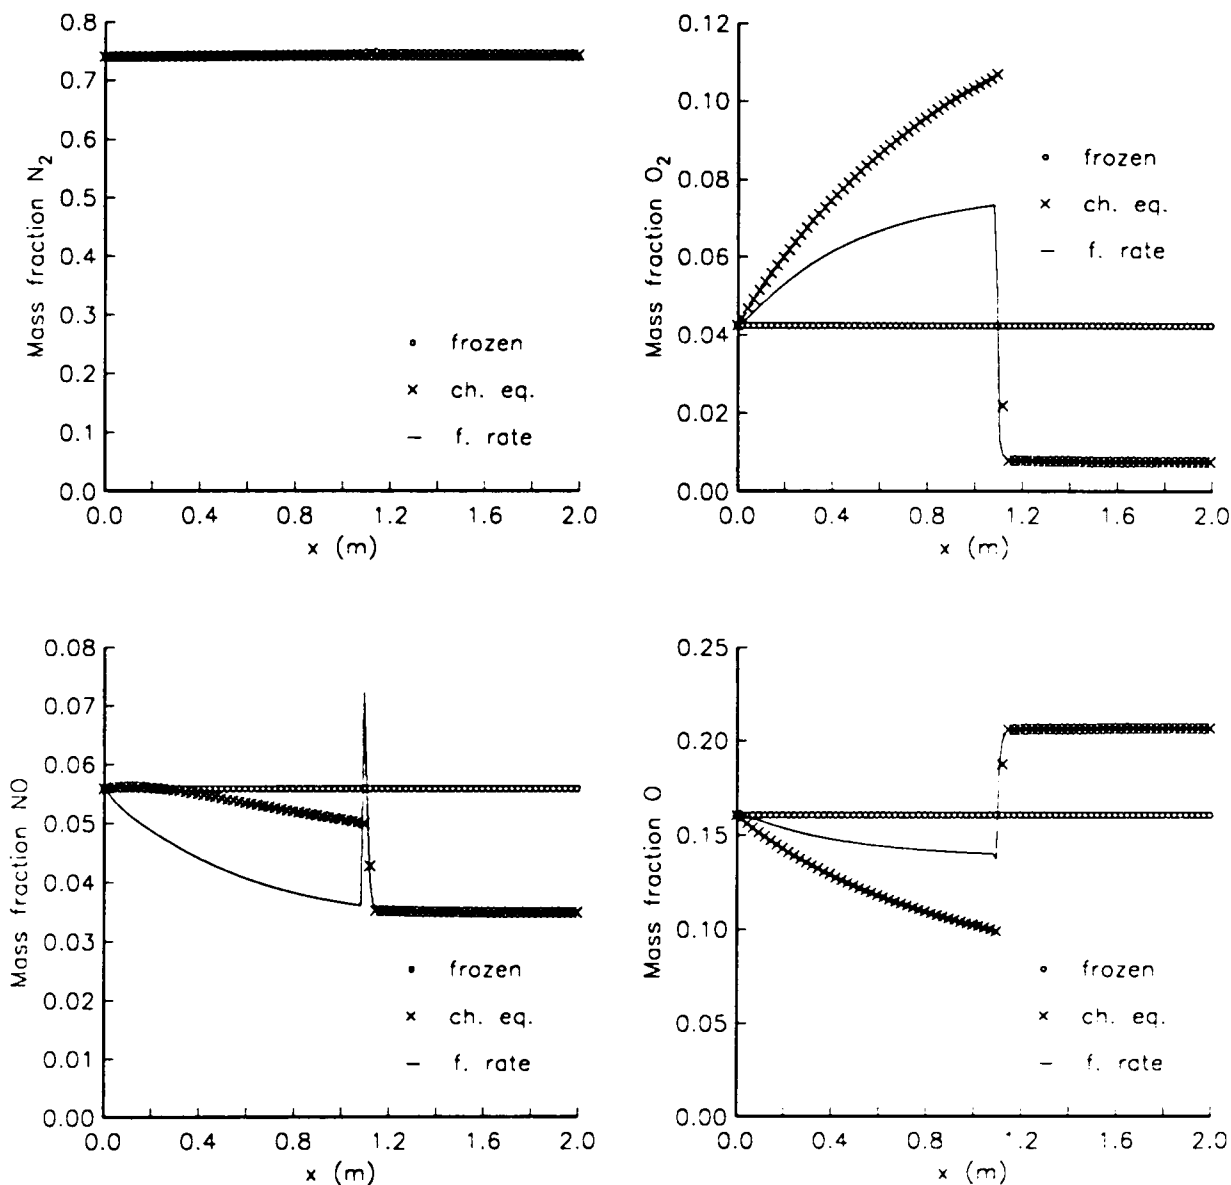 0.8
0.7
0.6
0.5
0.4
0.3
0.2
0.1
0.0
Mass fraction N2
frozen
ch. eq.
f. rate
0.0 0.4 0.8 1.2 1.6 2.0
x (m)
0.12
0.10
0.08
0.06
0.04
0.02
0.00
Mass fraction O2
frozen
ch. eq.
f. rate
0.0 0.4 0.8 1.2 1.6 2.0
x (m)
0.08
0.07
0.06
0.05
0.04
0.03
0.02
0.01
0.00
Mass fraction NO
frozen
ch. eq.
f. rate
0.0 0.4 0.8 1.2 1.6 2.0
x (m)
0.25
0.20
0.15
0.10
0.05
0.00
Mass fraction O
frozen
ch. eq.
f. rate
0.0 0.4 0.8 1.2 1.6 2.0
x (m)